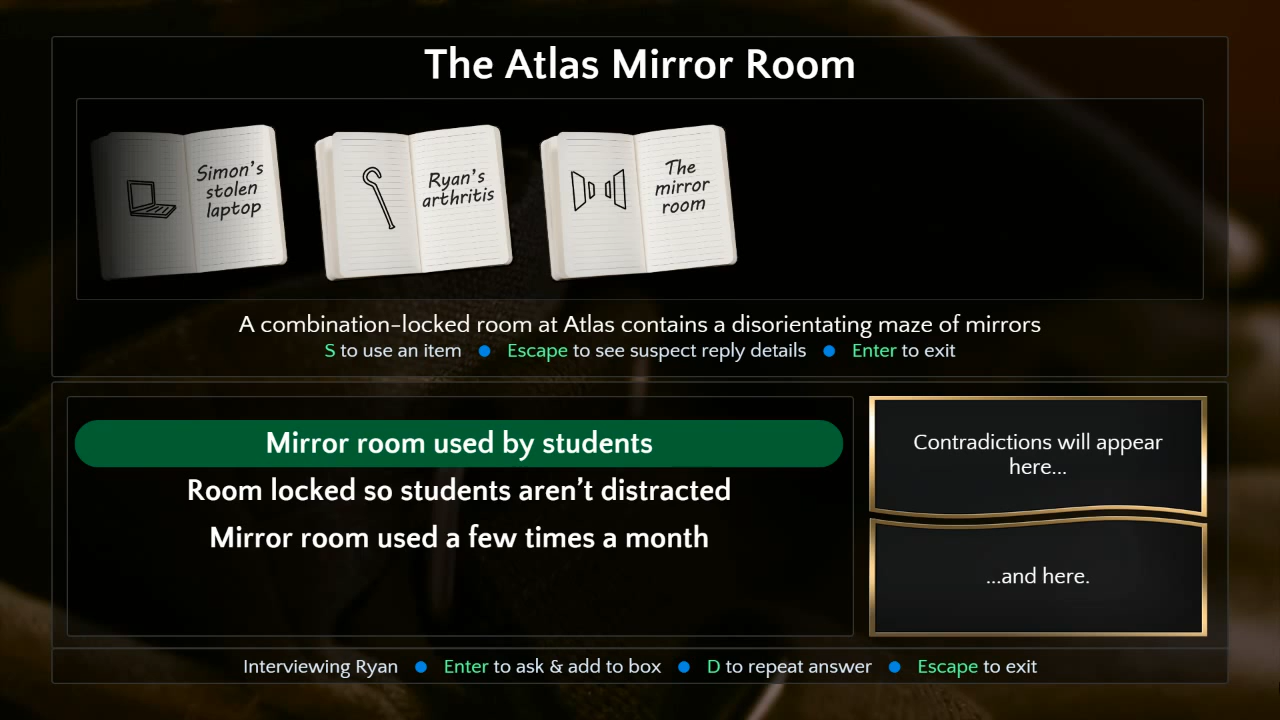 The Atlas Mirror Room
Simon's
stolen
laptop
Ryan's
arthritis
The
mirror
room
A combination-locked room at Atlas contains a disorientating maze of mirrors
S to use an item
Escape to see suspect reply details
Enter to exit
Mirror room used by students
Room locked so students aren't distracted
Mirror room used a few times a month
Contradictions will appear
here...
...and here.
Interviewing Ryan
Enter to ask & add to box
D to repeat answer
Escape to exit